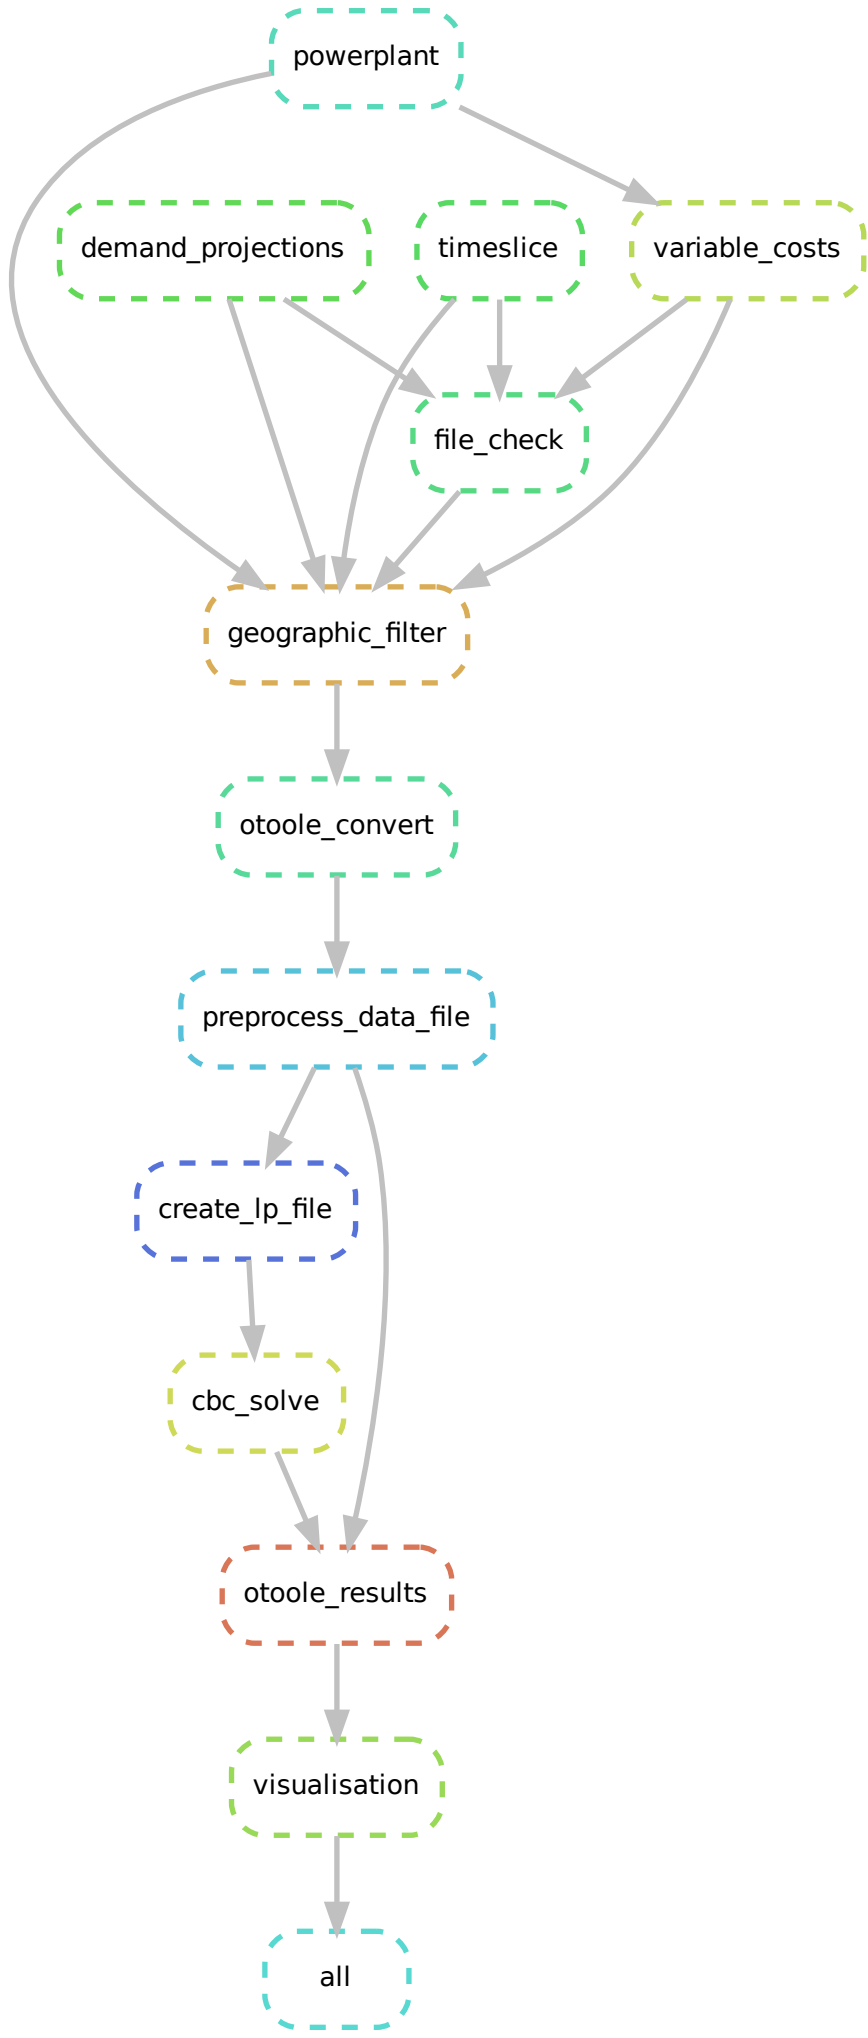 powerplant
demand_projections
timeslice
variable_costs
file_check
geographic_filter
otoole_convert
preprocess_data_file
create_lp_file
cbc_solve
otoole_results
visualisation
all